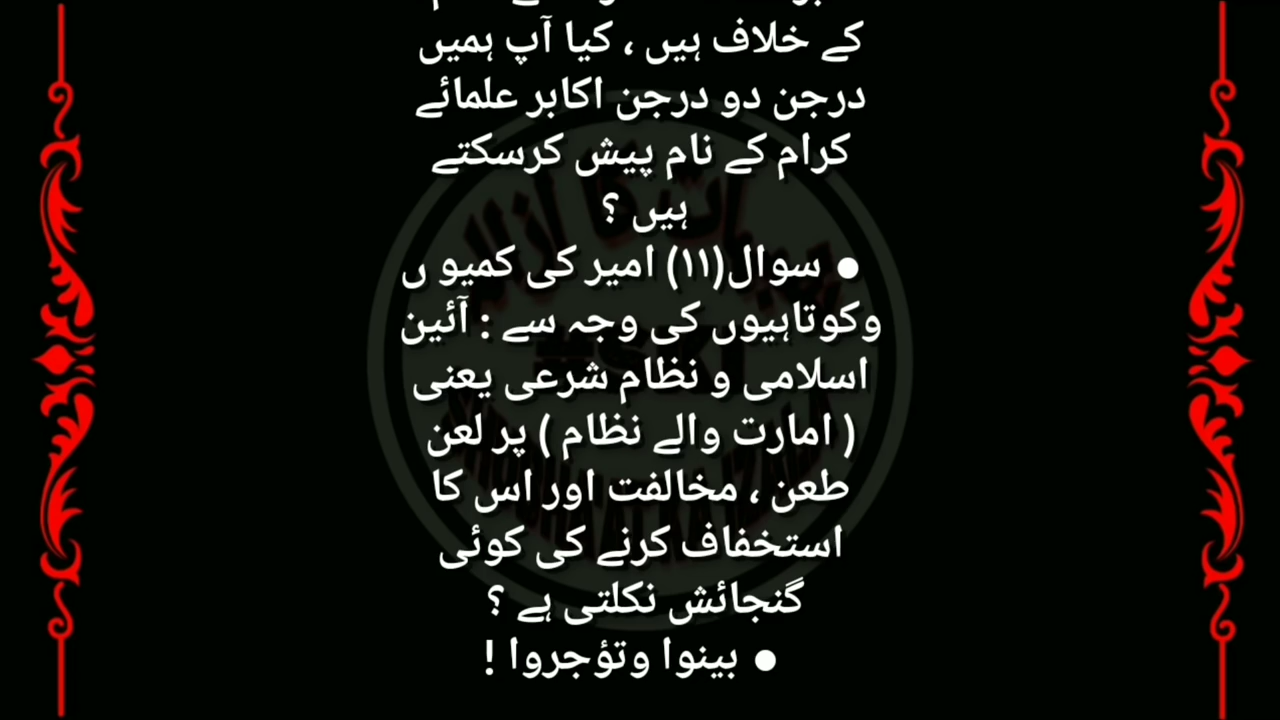 کے خلاف ہیں ، کیا آپ ہمیں
درجن دو درجن اکابر علمائے
کرام کے نام پیش کرسکتے
ہیں ؟
● سوال(١١) امیر کی کمیو ں
وکوتاہیوں کی وجہ سے : آئین
اسلامی و نظام شرعی یعنی
( امارت والے نظام ) پر لعن
طعن ، مخالفت اور اس کا
استخفاف کرنے کی کوئی
گنجائش نکلتی ہے ؟
● بینوا وتؤجروا !